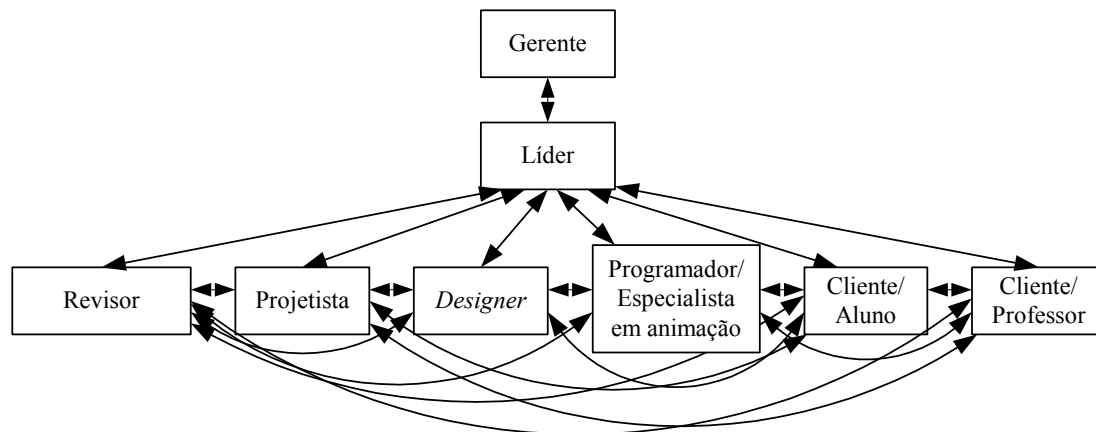 Gerente
Líder
Revisor
Projetista
Designer
Programador/
Especialista
em animação
Cliente/
Aluno
Cliente/
Professor